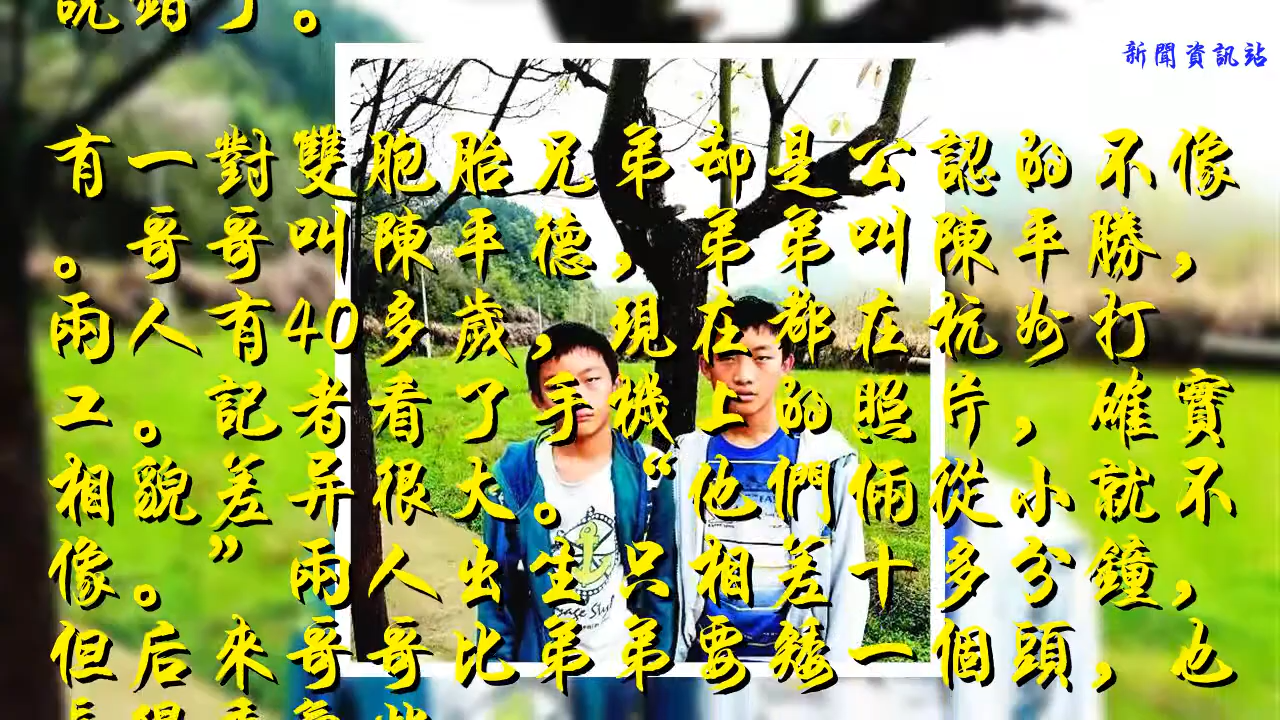 說錯了。
新聞資訊站
有一對雙胞胎兄弟却是公認的不像
。哥哥叫陳平德，弟弟叫陳平勝，
兩人有40多歲，現在都在杭州打
工。記者看了手機上的照片，確實
相貌差异很大。“他們倆從小就不
像。”兩人出生只相差十多分鐘，
但后來哥哥比弟弟要矮一個頭，也